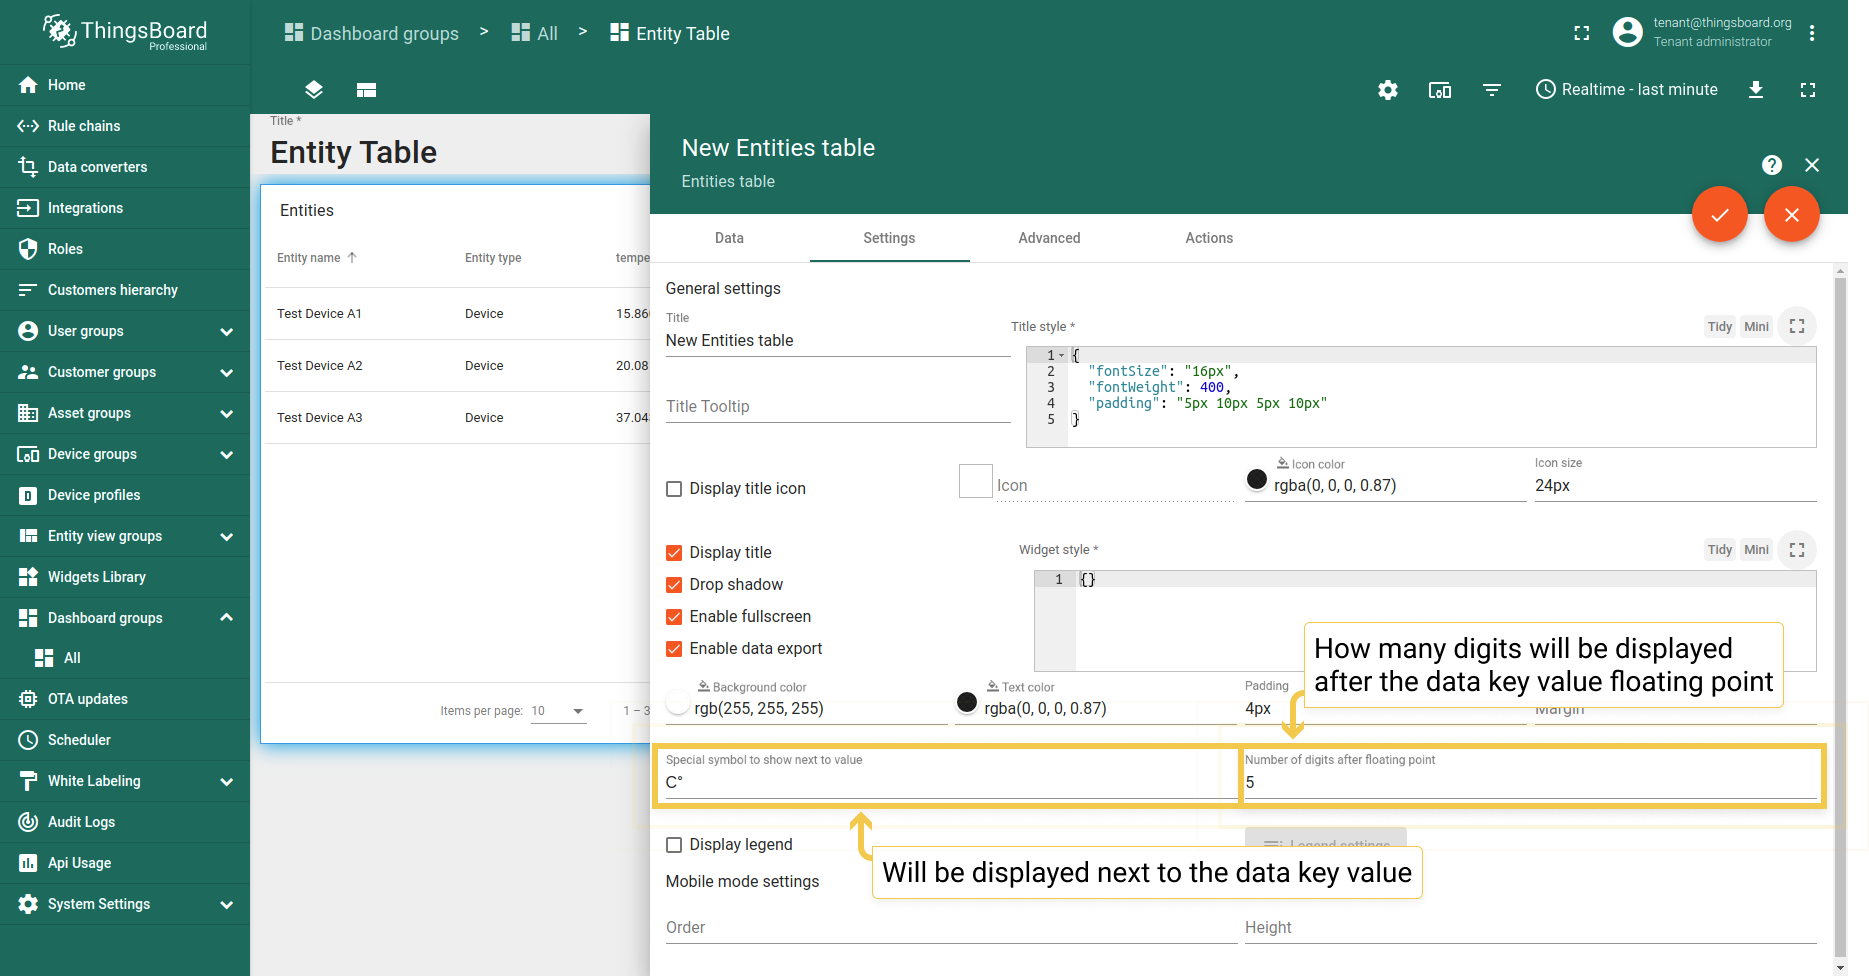 ThingsBoard
Professional
Dashboard groups > All > Entity Table
tenant@thingsboard.org
Tenant administrator
Realtime - last minute
Home
Rule chains
Data converters
Integrations
Roles
Customers hierarchy
User groups
Customer groups
Asset groups
Device groups
Device profiles
Entity view groups
Widgets Library
Dashboard groups
All
OTA updates
Scheduler
White Labeling
Audit Logs
Api Usage
System Settings
Title *
Entity Table
Entities
Entity name Entity type tempe
Test Device A1 Device 15.86
Test Device A2 Device 20.08
Test Device A3 Device 37.04
Items per page: 10 1 – 3
New Entities table
Entities table
Data Settings Advanced Actions
General settings
Title
New Entities table
Title Tooltip
Title style *
Tidy Mini
1 {
2 "fontSize": "16px",
3 "fontWeight": 400,
4 "padding": "5px 10px 5px 10px"
5 }
Display title icon
Icon
Icon color
rgba(0, 0, 0, 0.87)
Icon size
24px
Display title
Drop shadow
Enable fullscreen
Enable data export
Widget style *
Tidy Mini
1 {}
How many digits will be displayed
after the data key value floating point
Background color
rgb(255, 255, 255)
Text color
rgba(0, 0, 0, 0.87)
Padding
4px
Margin
Special symbol to show next to value
C°
Number of digits after floating point
5
Display legend
Legend settings
Will be displayed next to the data key value
Mobile mode settings
Order
Height